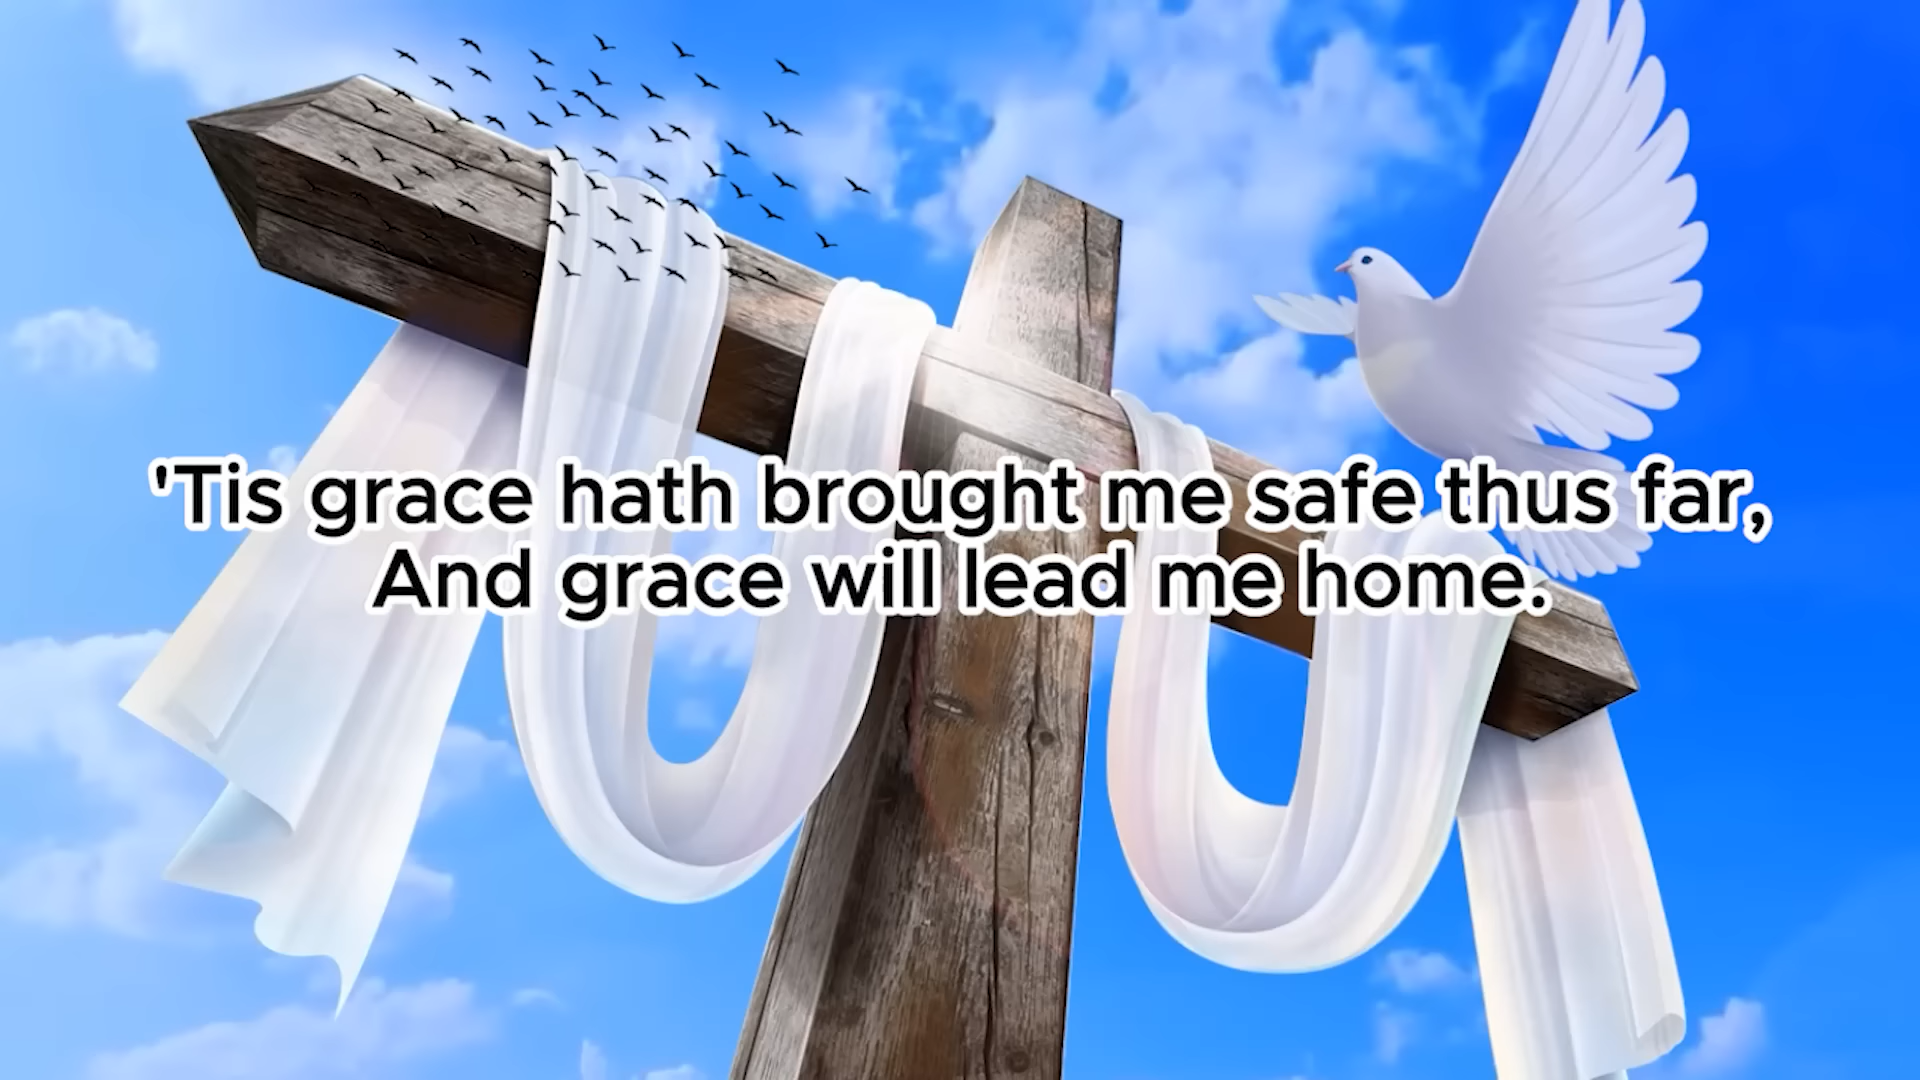 'Tis grace hath brought me safe thus far,
And grace will lead me home.